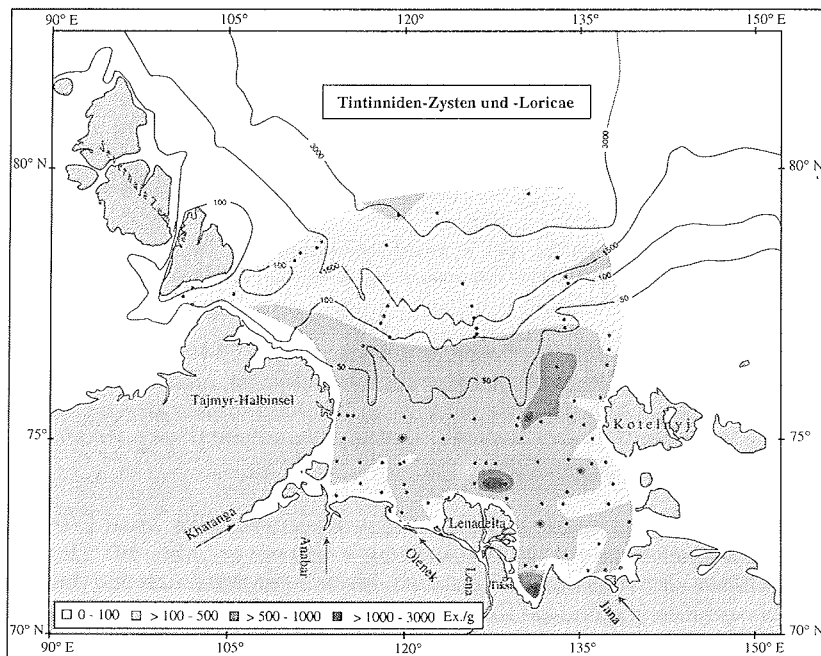 90° E 105° 120° 135° 150° E
Tintinniden-Zysten und -Loricae
3000
3000
80° N 80° N
100
1500
100
1500
100
50
100
50
50
Tajmyr-Halbinsel
75° 75°
Kotelnyj
Khatanga
Anabar
Olenek
Lenadelta
Lena
Tiksi
Jana
0 - 100 > 100 - 500 > 500 - 1000 > 1000 - 3000 Ex./g
70° N 70° N
90° E 105° 120° 135° 150° E